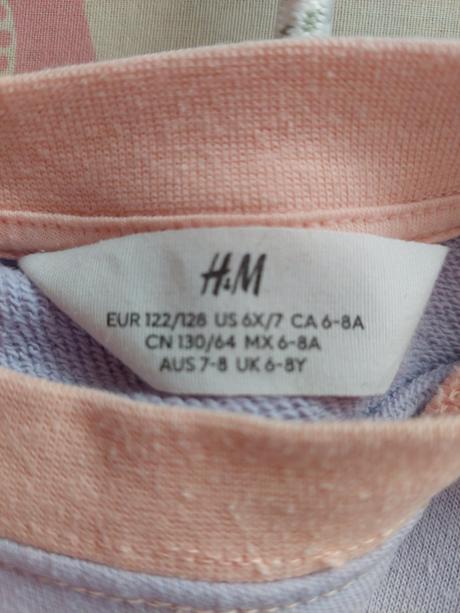 H&M
EUR 122/128 US 6X/7 CA 6-8A
CN 130/64 MX 6-8A
AUS 7-8 UK 6-8Y